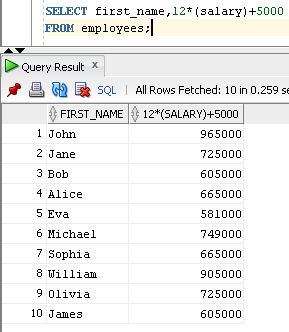 SELECT first_name,12*(salary)+5000
FROM employees;
Query Result x
SQL | All Rows Fetched: 10 in 0.259 se
FIRST_NAME 12*(SALARY)+5000
1 John 965000
2 Jane 725000
3 Bob 605000
4 Alice 665000
5 Eva 581000
6 Michael 749000
7 Sophia 665000
8 William 905000
9 Olivia 725000
10 James 605000